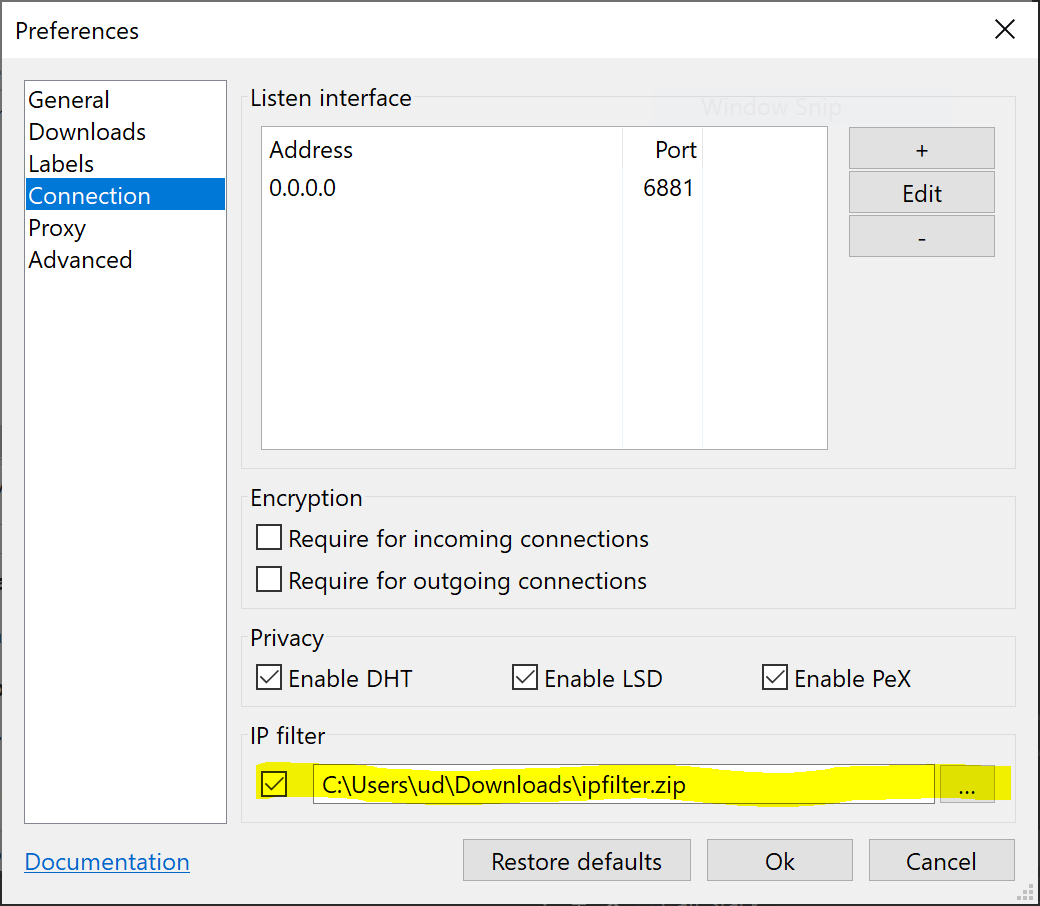 Preferences
General
Downloads
Labels
Connection
Proxy
Advanced
Listen interface
Window Snip
Address Port
0.0.0.0 6881
+
Edit
-
Encryption
Require for incoming connections
Require for outgoing connections
Privacy
Enable DHT Enable LSD Enable PeX
IP filter
C:\Users\ud\Downloads\ipfilter.zip ...
Documentation Restore defaults Ok Cancel